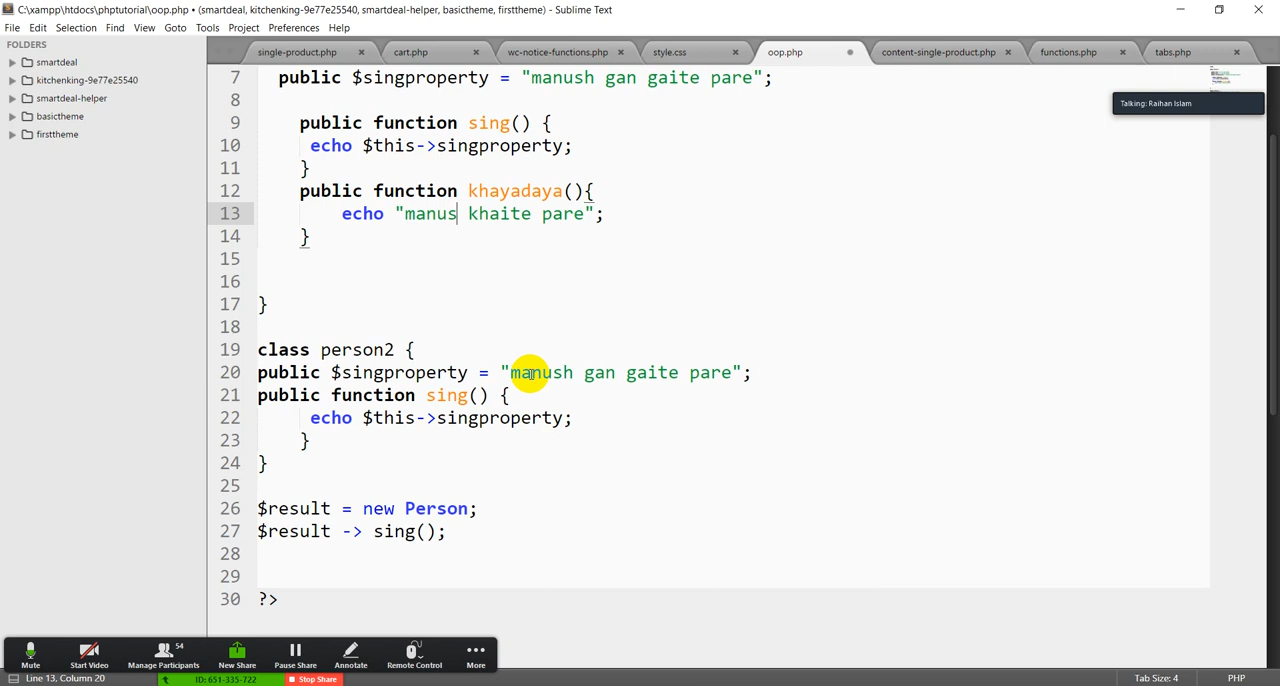 C:\xampp\htdocs\phptutorial\oop.php • (smartdeal, kitchenking-9e77e25540, smartdeal-helper, basictheme, firsttheme) - Sublime Text
File Edit Selection Find View Goto Tools Project Preferences Help
FOLDERS
smartdeal
kitchenking-9e77e25540
smartdeal-helper
basictheme
firsttheme
single-product.php cart.php wc-notice-functions.php style.css oop.php content-single-product.php functions.php tabs.php
Talking: Raihan Islam
7 public $singproperty = "manush gan gaite pare";
8
9 public function sing() {
10 echo $this->singproperty;
11 }
12 public function khayadaya(){
13 echo "manus khaite pare";
14 }
15
16
17 }
18
19 class person2 {
20 public $singproperty = "manush gan gaite pare";
21 public function sing() {
22 echo $this->singproperty;
23 }
24 }
25
26 $result = new Person;
27 $result -> sing();
28
29
30 ?>
Mute Start Video Manage Participants 54 New Share Pause Share Annotate Remote Control More
Line 13, Column 20 ID: 651-335-722 Stop Share Tab Size: 4 PHP